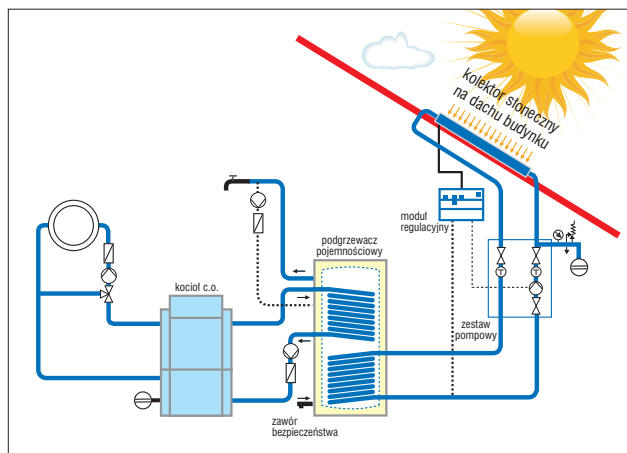 kolektor słoneczny
na dachu budynku
moduł
regulacyjny
podgrzewacz
pojemnościowy
kocioł c.o.
zestaw
pompowy
T
T
zawór
bezpieczeństwa